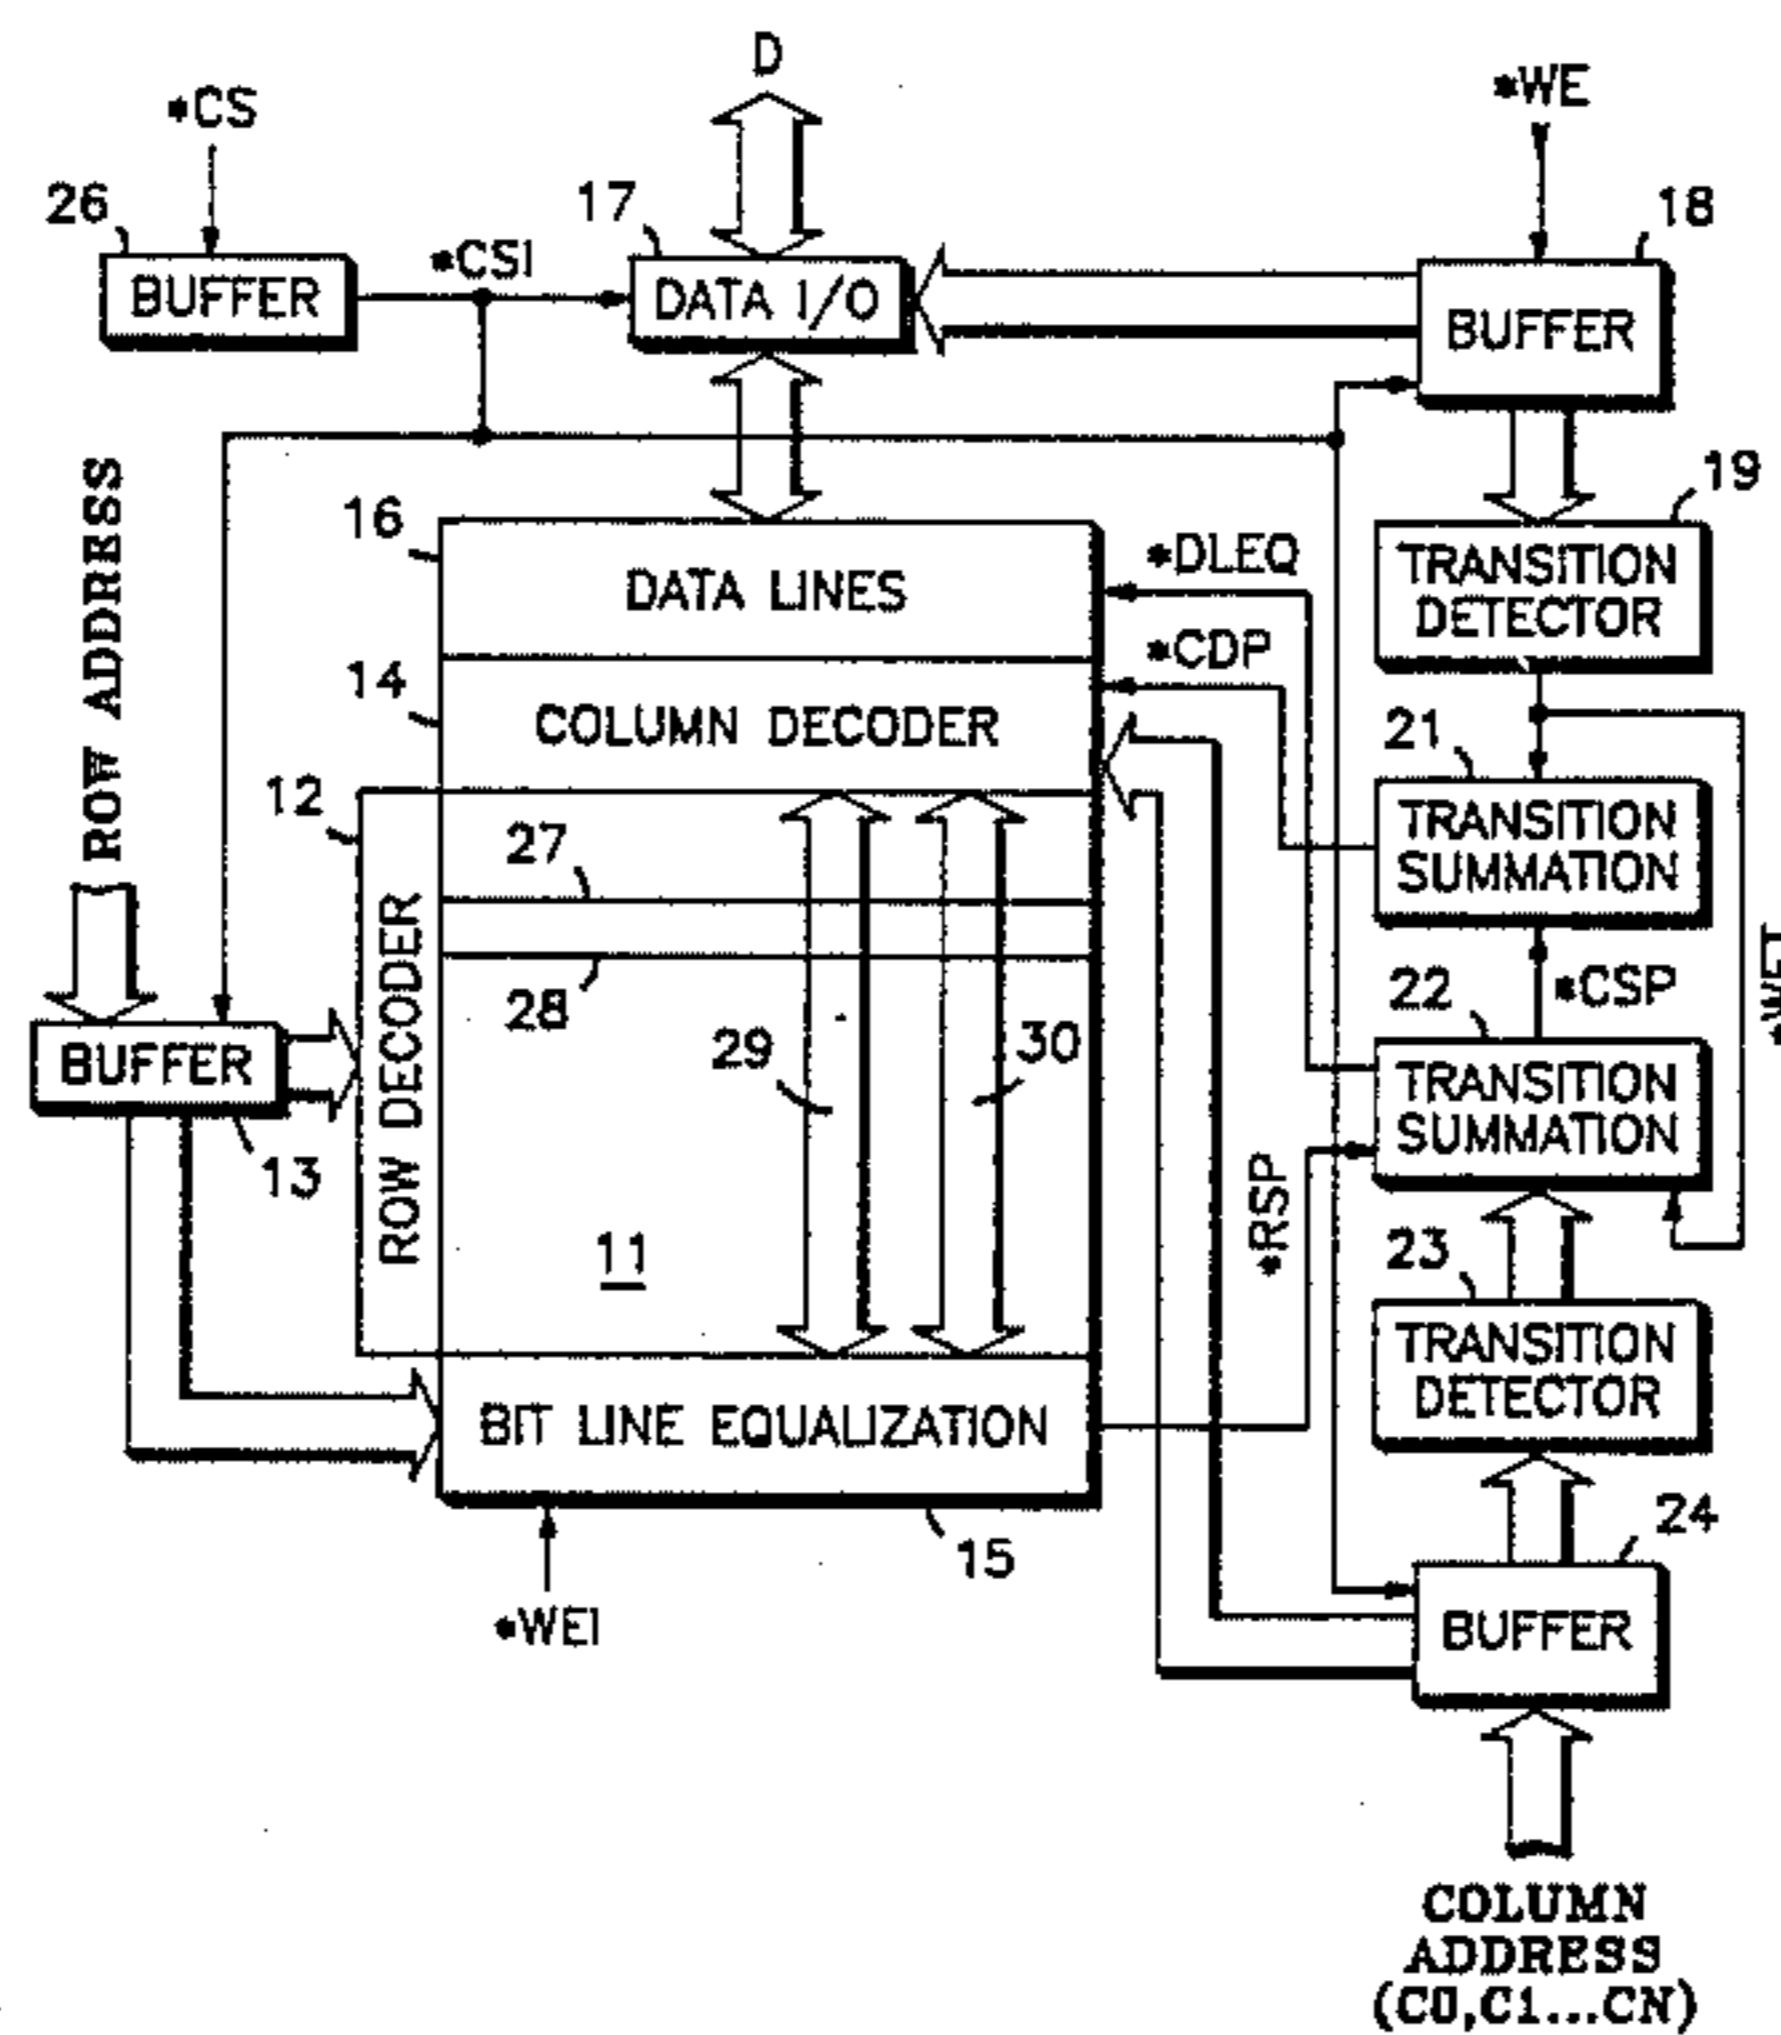 D
*WE
*CS
26
17
18
*CSI
BUFFER
DATA I/O
BUFFER
ROW ADDRESS
19
16
*DLEQ
TRANSITION
DETECTOR
DATA LINES
*CDP
14
COLUMN DECODER
21
12
27
TRANSITION
SUMMATION
ROW DECODER
28
*CSP
22
*WET
29
30
BUFFER
13
TRANSITION
SUMMATION
*RSP
11
23
TRANSITION
DETECTOR
BIT LINE EQUALIZATION
24
15
*WEI
BUFFER
COLUMN
ADDRESS
(C0,C1...CN)